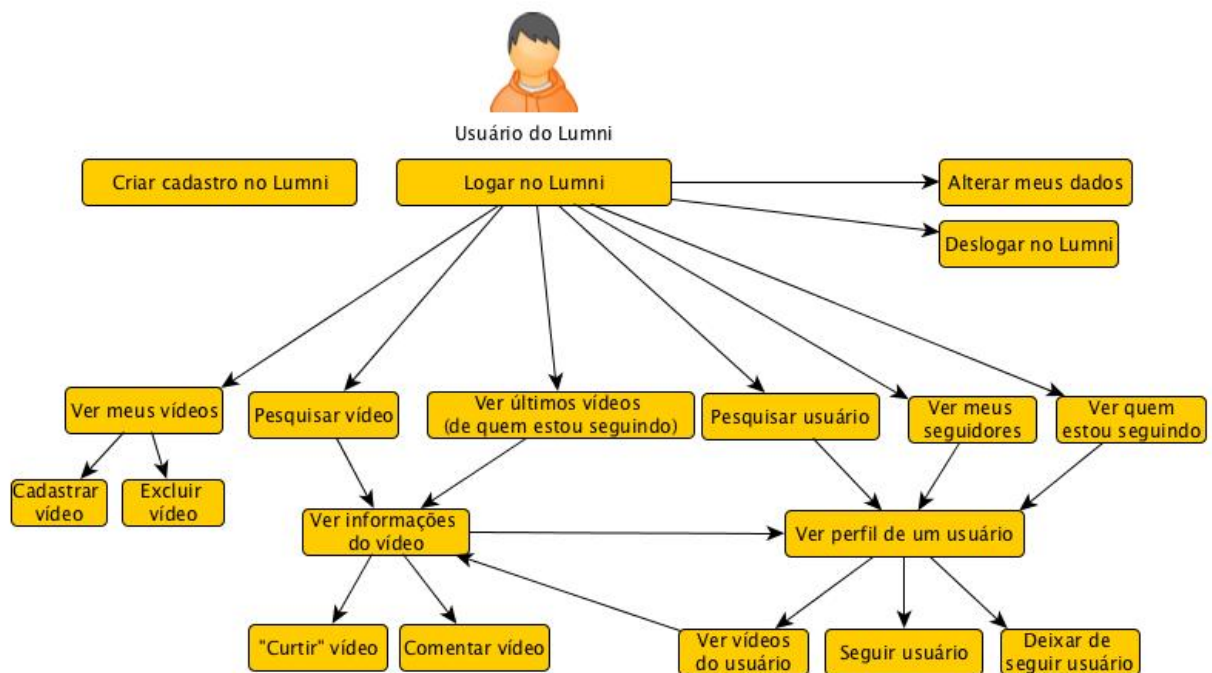 Usuário do Lumni
Criar cadastro no Lumni
Logar no Lumni
Alterar meus dados
Deslogar no Lumni
Ver meus vídeos
Pesquisar vídeo
Ver últimos vídeos
(de quem estou seguindo)
Pesquisar usuário
Ver meus
seguidores
Ver quem
estou seguindo
Cadastrar
vídeo
Excluir
vídeo
Ver informações
do vídeo
Ver perfil de um usuário
"Curtir" vídeo
Comentar vídeo
Ver vídeos
do usuário
Seguir usuário
Deixar de
seguir usuário